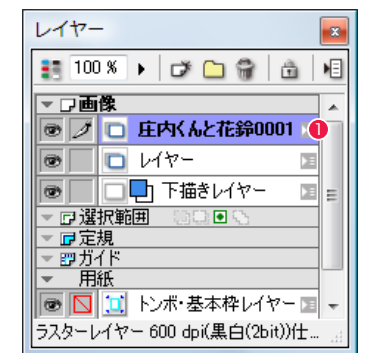 レイヤー
100 %
画像
庄内くんと花鈴0001 1
レイヤー
下描きレイヤー
選択範囲
定規
ガイド
用紙
トンボ・基本枠レイヤー
ラスターレイヤー 600 dpi(黒白(2bit))仕...